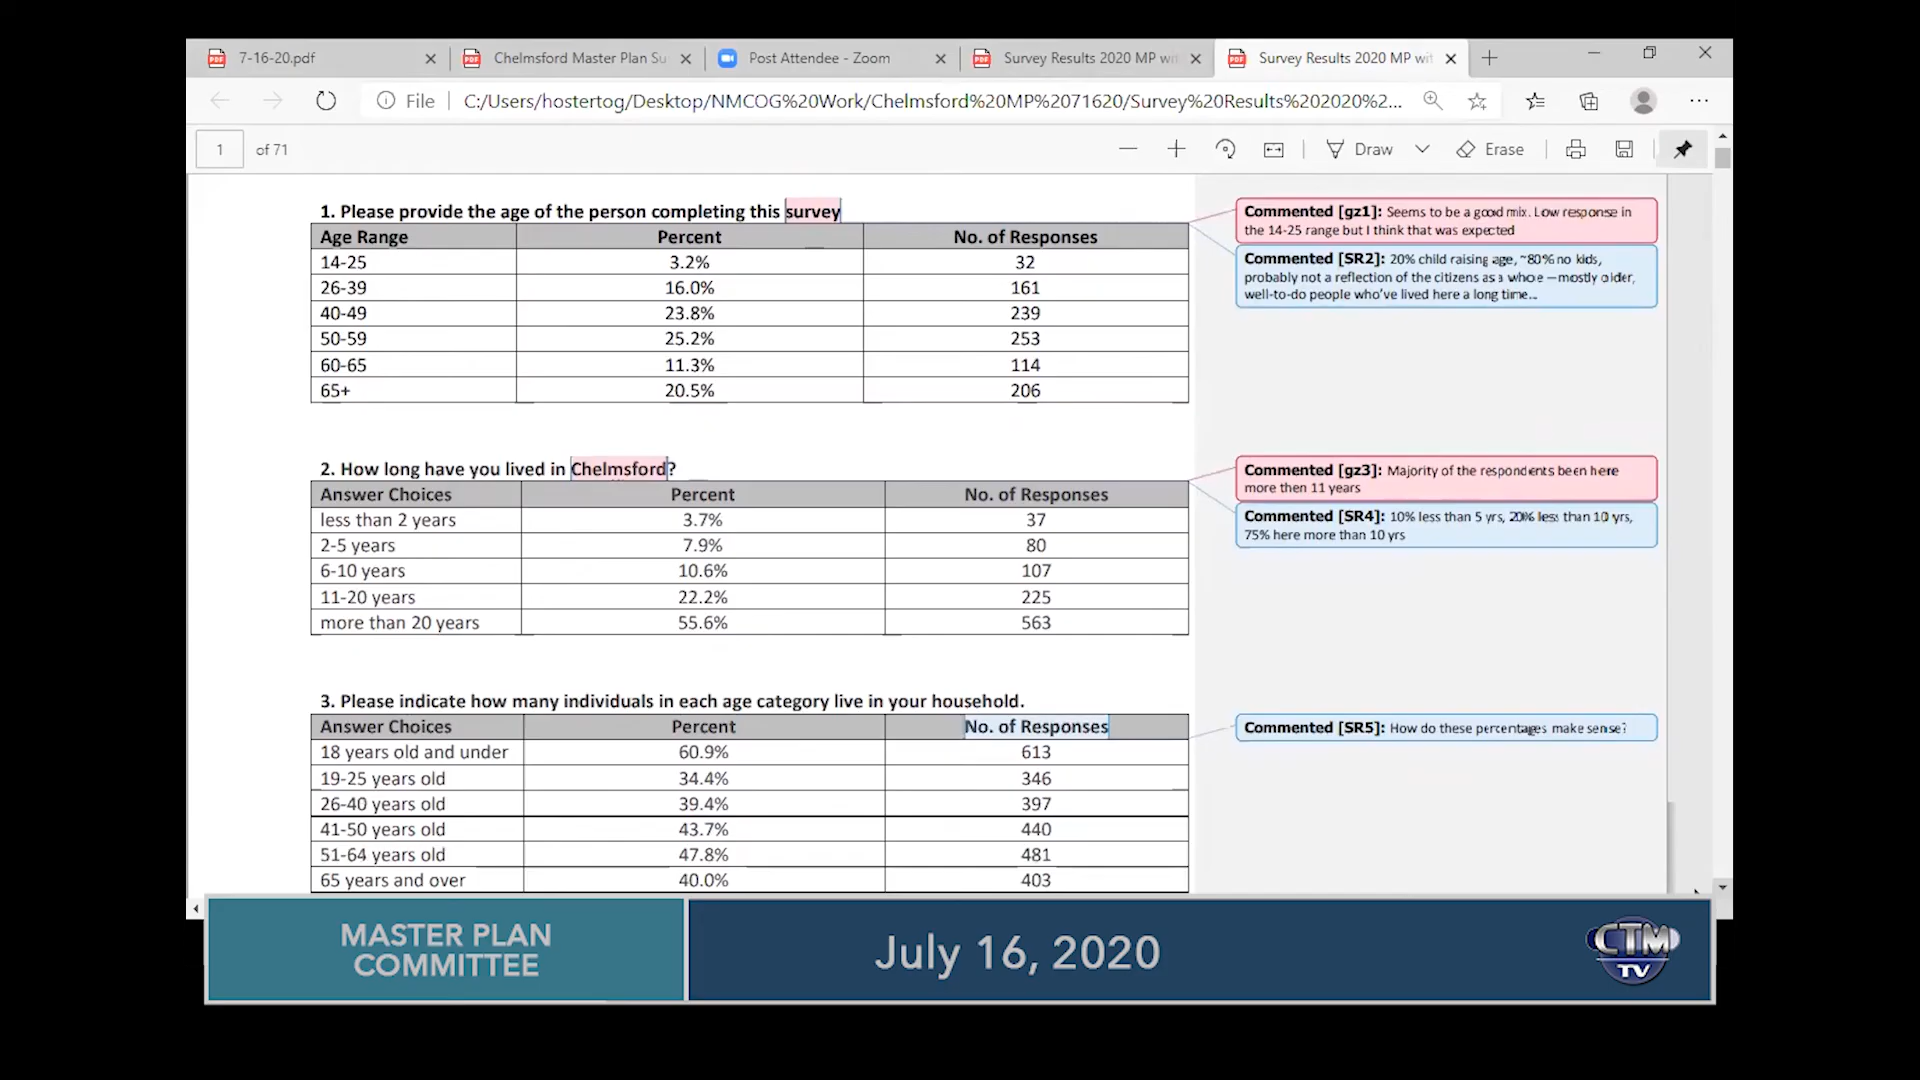 7-16-20.pdf
Chelmsford Master Plan Su
Post Attendee - Zoom
Survey Results 2020 MP wit
Survey Results 2020 MP wit
File
C:/Users/hostertog/Desktop/NMCOG%20Work/Chelmsford%20MP%2071620/Survey%20Results%202020%2...
1 of 71
Draw
Erase
1. Please provide the age of the person completing this survey
Age Range Percent No. of Responses
14-25 3.2% 32
26-39 16.0% 161
40-49 23.8% 239
50-59 25.2% 253
60-65 11.3% 114
65+ 20.5% 206
Commented [gz1]: Seems to be a good mix. Low response in
the 14-25 range but I think that was expected
Commented [SR2]: 20% child raising age, ~80% no kids,
probably not a reflection of the citizens as a whole – mostly older,
well-to-do people who've lived here a long time...
2. How long have you lived in Chelmsford?
Answer Choices Percent No. of Responses
less than 2 years 3.7% 37
2-5 years 7.9% 80
6-10 years 10.6% 107
11-20 years 22.2% 225
more than 20 years 55.6% 563
Commented [gz3]: Majority of the respondents been here
more then 11 years
Commented [SR4]: 10% less than 5 yrs, 20% less than 10 yrs,
75% here more than 10 yrs
3. Please indicate how many individuals in each age category live in your household.
Answer Choices Percent No. of Responses
18 years old and under 60.9% 613
19-25 years old 34.4% 346
26-40 years old 39.4% 397
41-50 years old 43.7% 440
51-64 years old 47.8% 481
65 years and over 40.0% 403
Commented [SR5]: How do these percentages make sense?
MASTER PLAN
COMMITTEE
July 16, 2020
CTM
TV